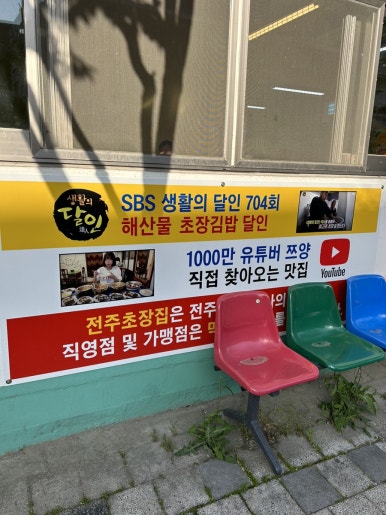 생활의
달인
SBS 생활의 달인 704회
해산물 초장김밥 달인
1000만 유튜버 쯔양
직접 찾아오는 맛집
YouTube
전주초장집은 전주
직영점 및 가맹점은